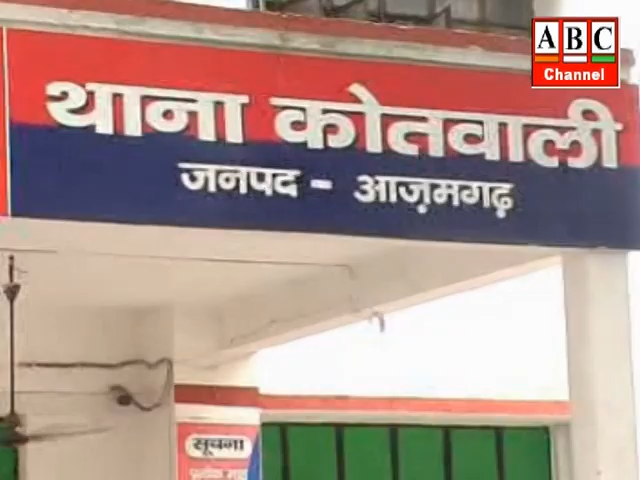 ABC
Channel
थाना कोतवाली
जनपद - आज़मगढ़
सूचना